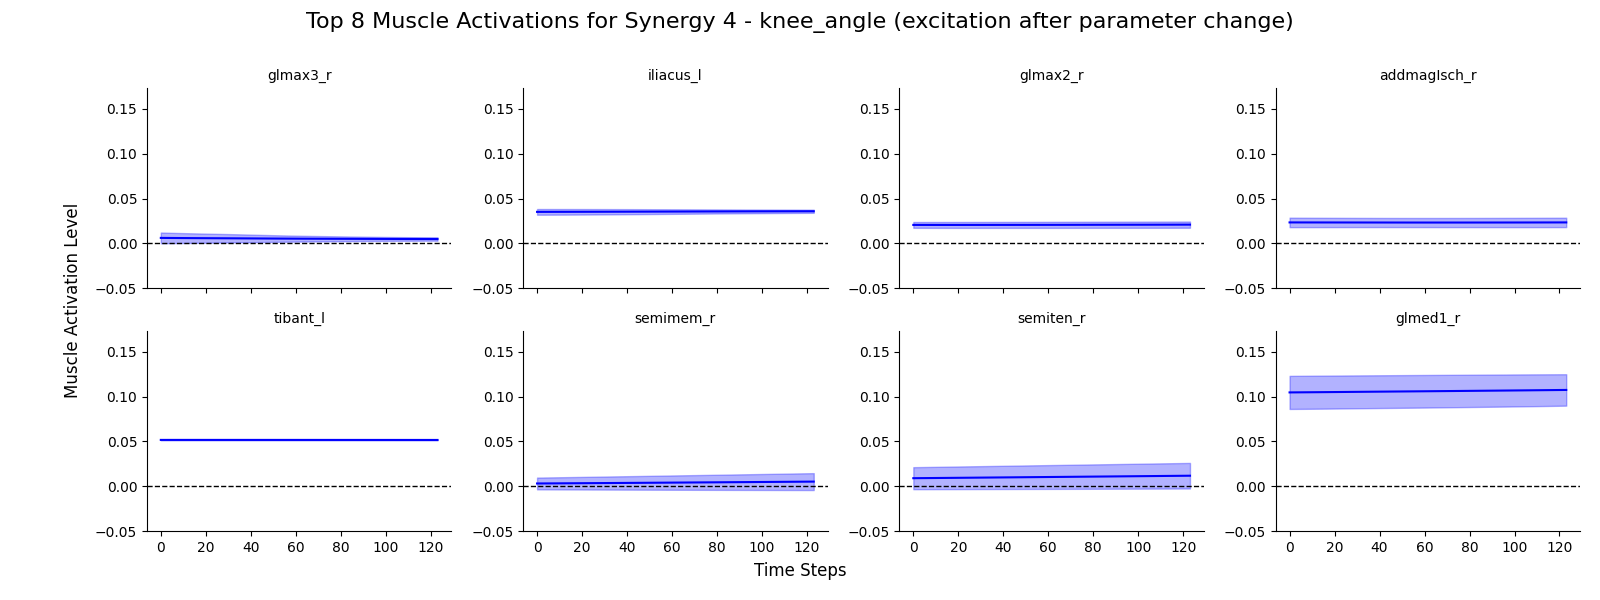 Top 8 Muscle Activations for Synergy 4 - knee_angle (excitation after parameter change)
glmax3_r
iliacus_l
glmax2_r
addmagIsch_r
0.15
0.10
0.05
0.00
−0.05
0.15
0.10
0.05
0.00
−0.05
0.15
0.10
0.05
0.00
−0.05
0.15
0.10
0.05
0.00
−0.05
Muscle Activation Level
tibant_l
semimem_r
semiten_r
glmed1_r
0.15
0.10
0.05
0.00
−0.05
0 20 40 60 80 100 120
0.15
0.10
0.05
0.00
−0.05
0 20 40 60 80 100 120
0.15
0.10
0.05
0.00
−0.05
0 20 40 60 80 100 120
0.15
0.10
0.05
0.00
−0.05
0 20 40 60 80 100 120
Time Steps